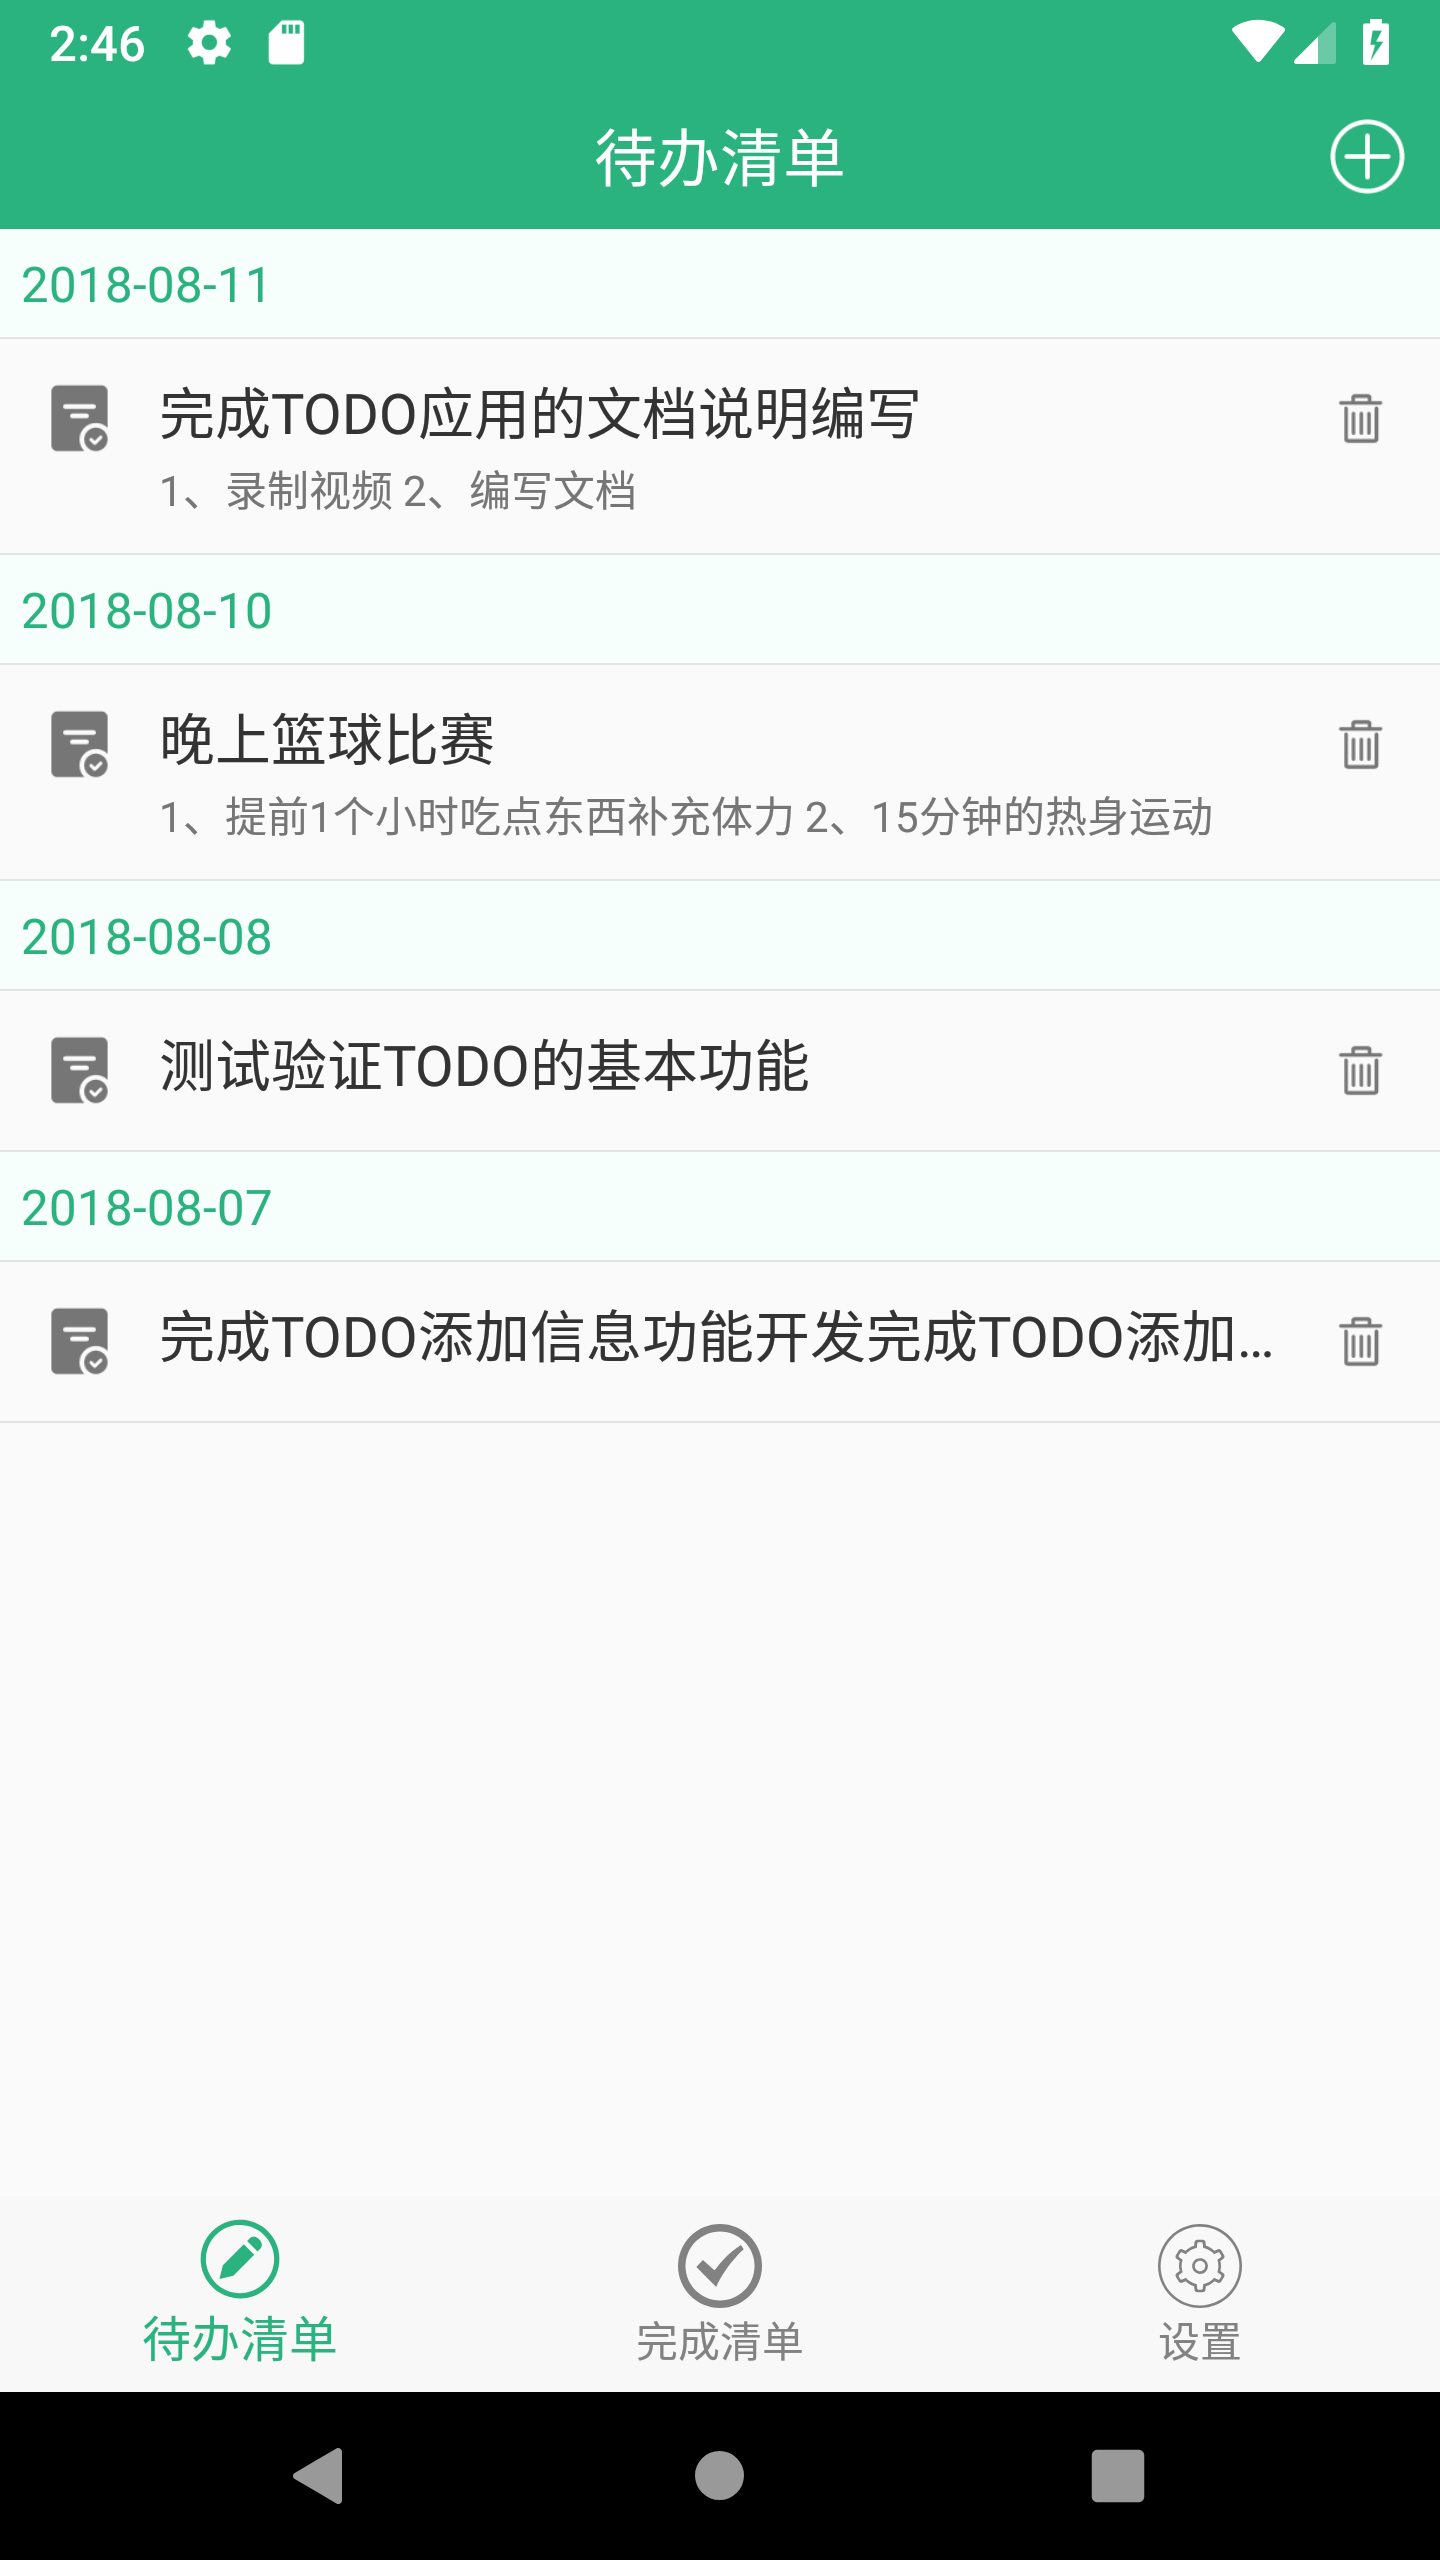 2:46
待办清单
2018-08-11
完成TODO应用的文档说明编写
1、录制视频 2、编写文档
2018-08-10
晚上篮球比赛
1、提前1个小时吃点东西补充体力 2、15分钟的热身运动
2018-08-08
测试验证TODO的基本功能
2018-08-07
完成TODO添加信息功能开发完成TODO添加...
待办清单
完成清单
设置